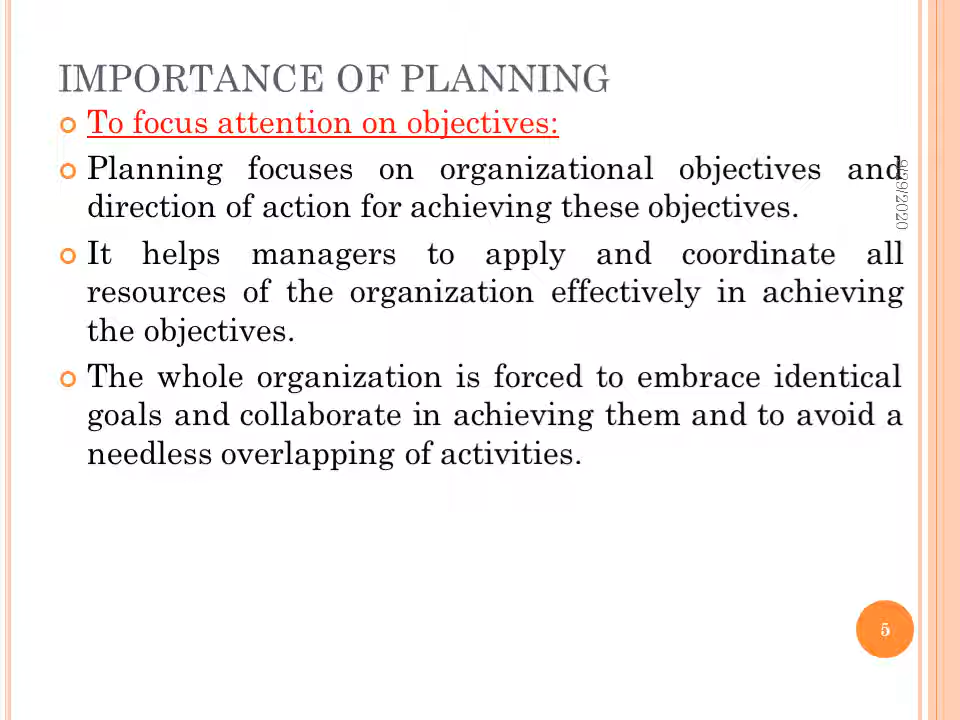 IMPORTANCE OF PLANNING
To focus attention on objectives:
Planning focuses on organizational objectives and
direction of action for achieving these objectives.
It helps managers to apply and coordinate all
resources of the organization effectively in achieving
the objectives.
The whole organization is forced to embrace identical
goals and collaborate in achieving them and to avoid a
needless overlapping of activities.
9/29/2020
5